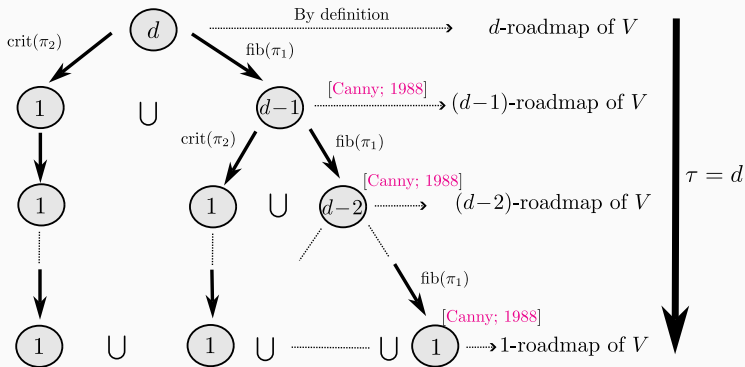 By definition
crit(π₂) d fib(π₁) d-roadmap of V
[Canny; 1988]
1 ∪ d−1 (d−1)-roadmap of V
crit(π₂) fib(π₁)
[Canny; 1988]
τ = d
1 1 ∪ d−2 (d−2)-roadmap of V
fib(π₁)
[Canny; 1988]
1 ∪ 1 ∪ ∪ 1 1-roadmap of V